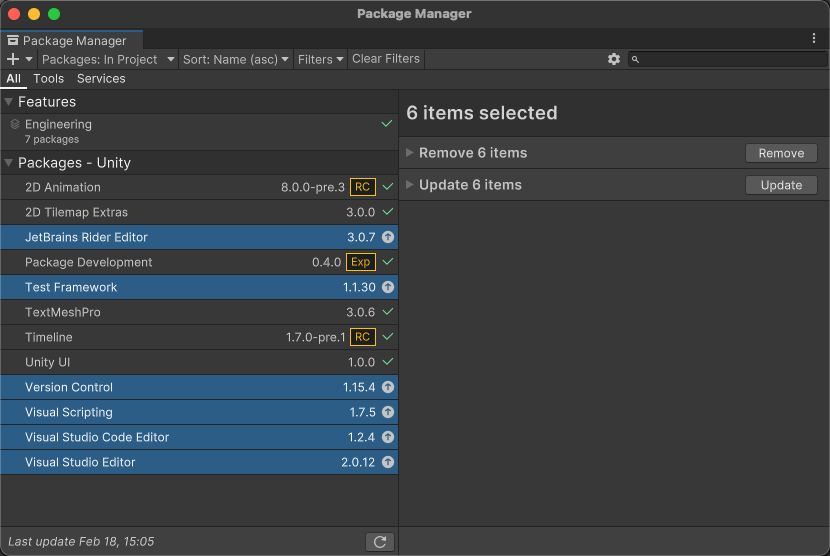 Package Manager
Package Manager
Packages: In Project Sort: Name (asc) Filters Clear Filters
All Tools Services
Features
Engineering
7 packages
Packages - Unity
2D Animation 8.0.0-pre.3 RC
2D Tilemap Extras 3.0.0
JetBrains Rider Editor 3.0.7
Package Development 0.4.0 Exp
Test Framework 1.1.30
TextMeshPro 3.0.6
Timeline 1.7.0-pre.1 RC
Unity UI 1.0.0
Version Control 1.15.4
Visual Scripting 1.7.5
Visual Studio Code Editor 1.2.4
Visual Studio Editor 2.0.12
Last update Feb 18, 15:05
6 items selected
Remove 6 items Remove
Update 6 items Update